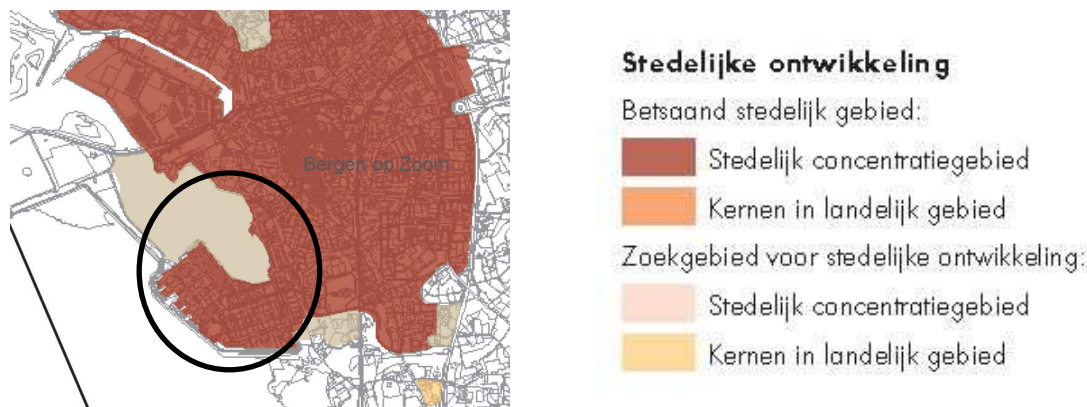 Bergen op Zoom
Stedelijke ontwikkeling
Betsaand stedelijk gebied:
Stedelijk concentratiegebied
Kernen in landelijk gebied
Zoekgebied voor stedelijke ontwikkeling:
Stedelijk concentratiegebied
Kernen in landelijk gebied